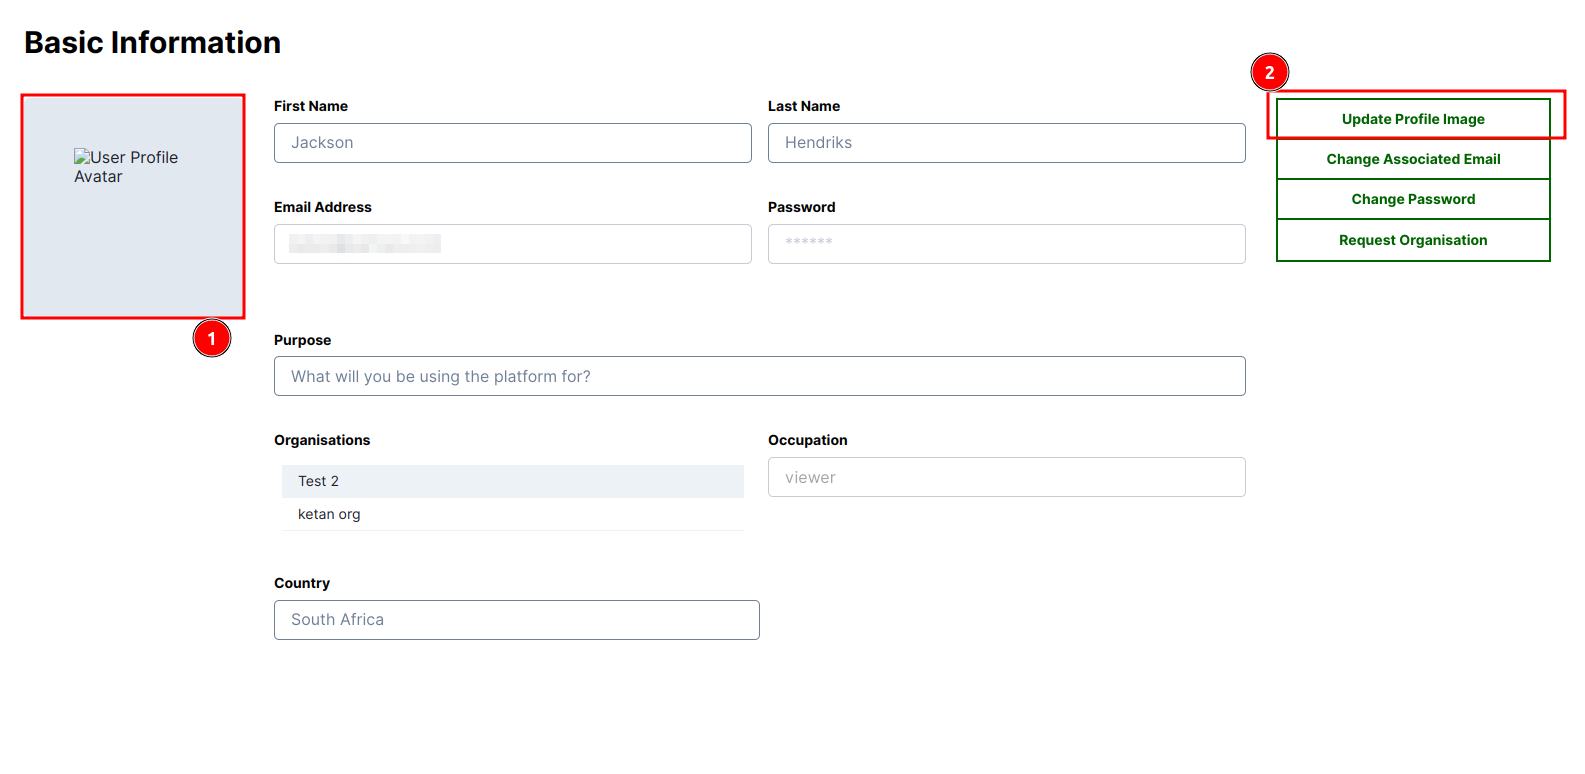 Basic Information
1
User Profile
Avatar
First Name
Jackson
Last Name
Hendriks
Email Address
Password
******
Purpose
What will you be using the platform for?
Organisations
Test 2
ketan org
Occupation
viewer
Country
South Africa
2
Update Profile Image
Change Associated Email
Change Password
Request Organisation